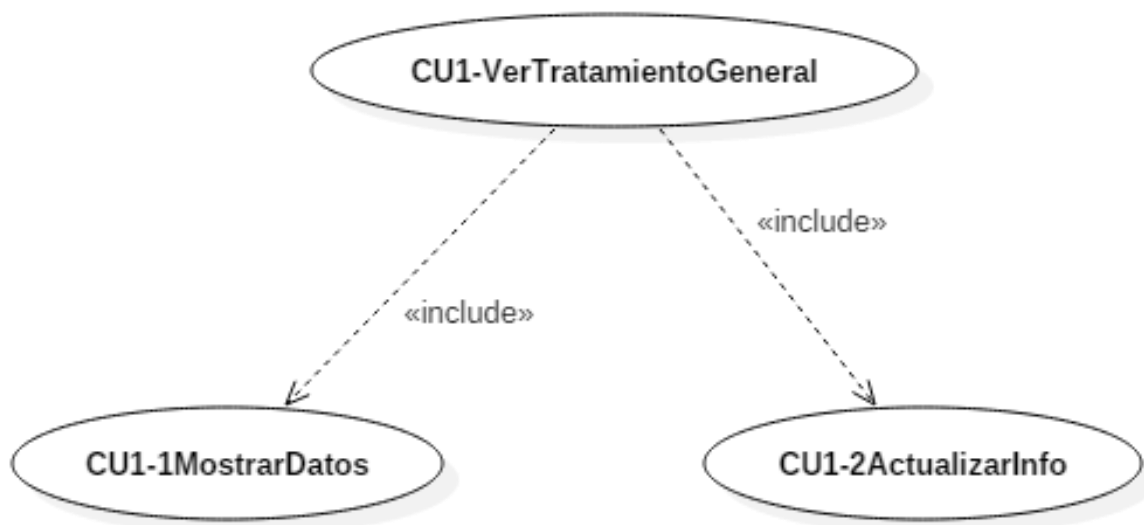 CU1-VerTratamientoGeneral
«include»
«include»
CU1-1MostrarDatos
CU1-2ActualizarInfo